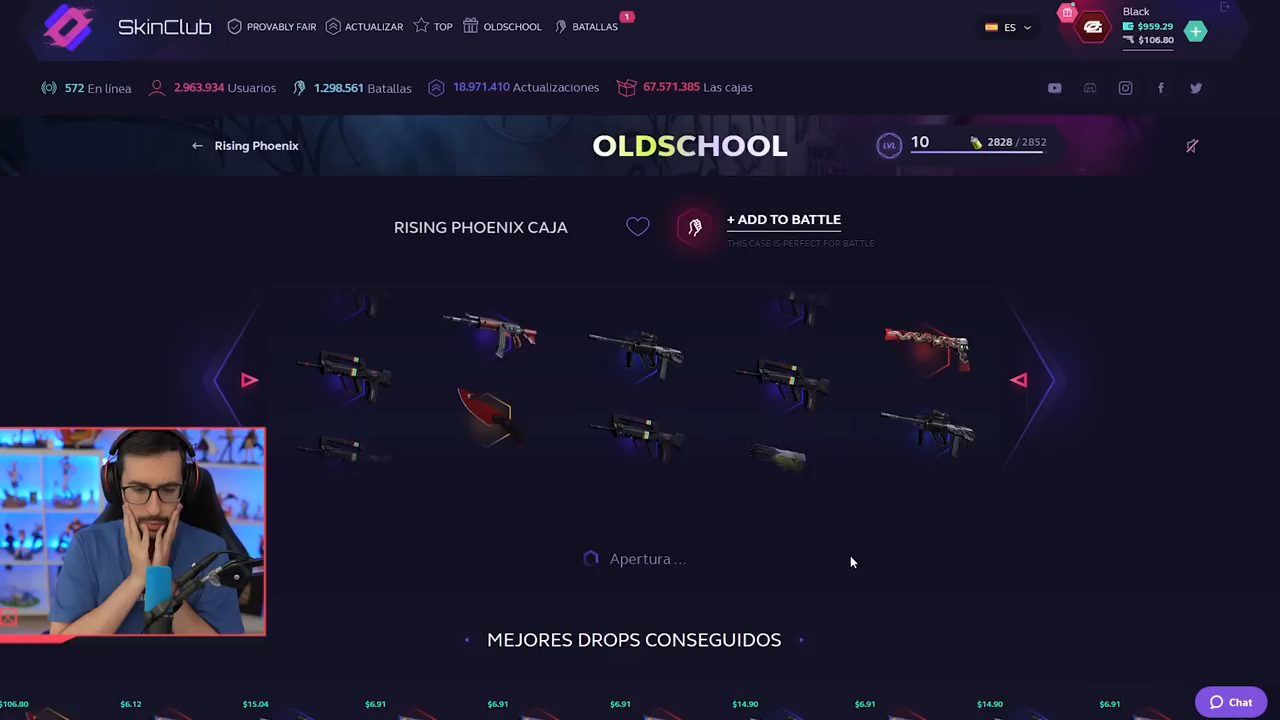 SKINCLUB
PROVABLY FAIR
ACTUALIZA
TOP
OLDSCHOOL
BATALLAS
1
ES
Black
$959.29
$106.80
572 En línea
2.963.934 Usuarios
1.298.561 Batallas
18.971.410 Actualizaciones
67.571.385 Las cajas
← Rising Phoenix
OLDSCHOOL
LVL
10
2828 / 2852
RISING PHOENIX CAJA
+ ADD TO BATTLE
THIS CASE IS PERFECT FOR BATTLE
Apertura...
MEJORES DROPS CONSEGUIDOS
$106.80
$6.12
$15.04
$6.91
$6.91
$6.91
$14.90
$6.91
$14.90
$6.91
Chat